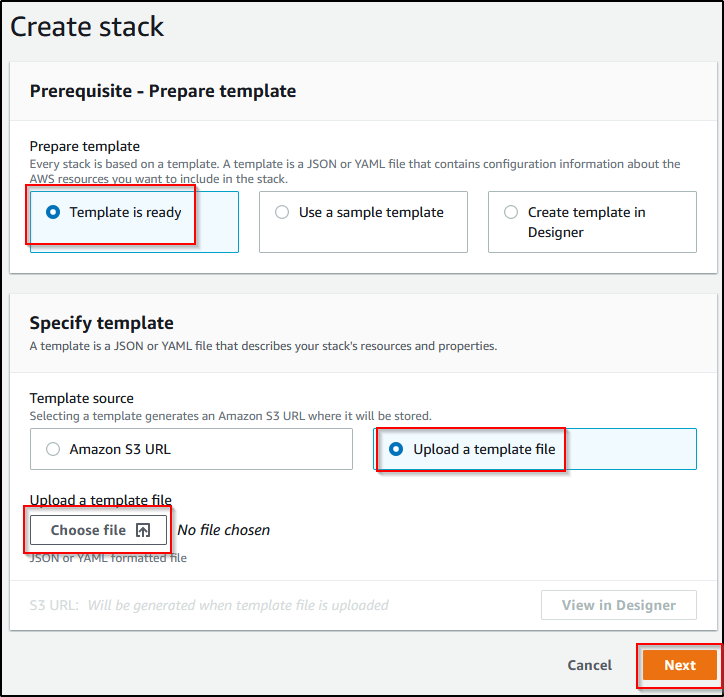 Create stack
Prerequisite - Prepare template
Prepare template
Every stack is based on a template. A template is a JSON or YAML file that contains configuration information about the
AWS resources you want to include in the stack.
Template is ready
Use a sample template
Create template in
Designer
Specify template
A template is a JSON or YAML file that describes your stack's resources and properties.
Template source
Selecting a template generates an Amazon S3 URL where it will be stored.
Amazon S3 URL
Upload a template file
Upload a template file
Choose file
No file chosen
JSON or YAML formatted file
S3 URL: Will be generated when template file is uploaded
View in Designer
Cancel
Next